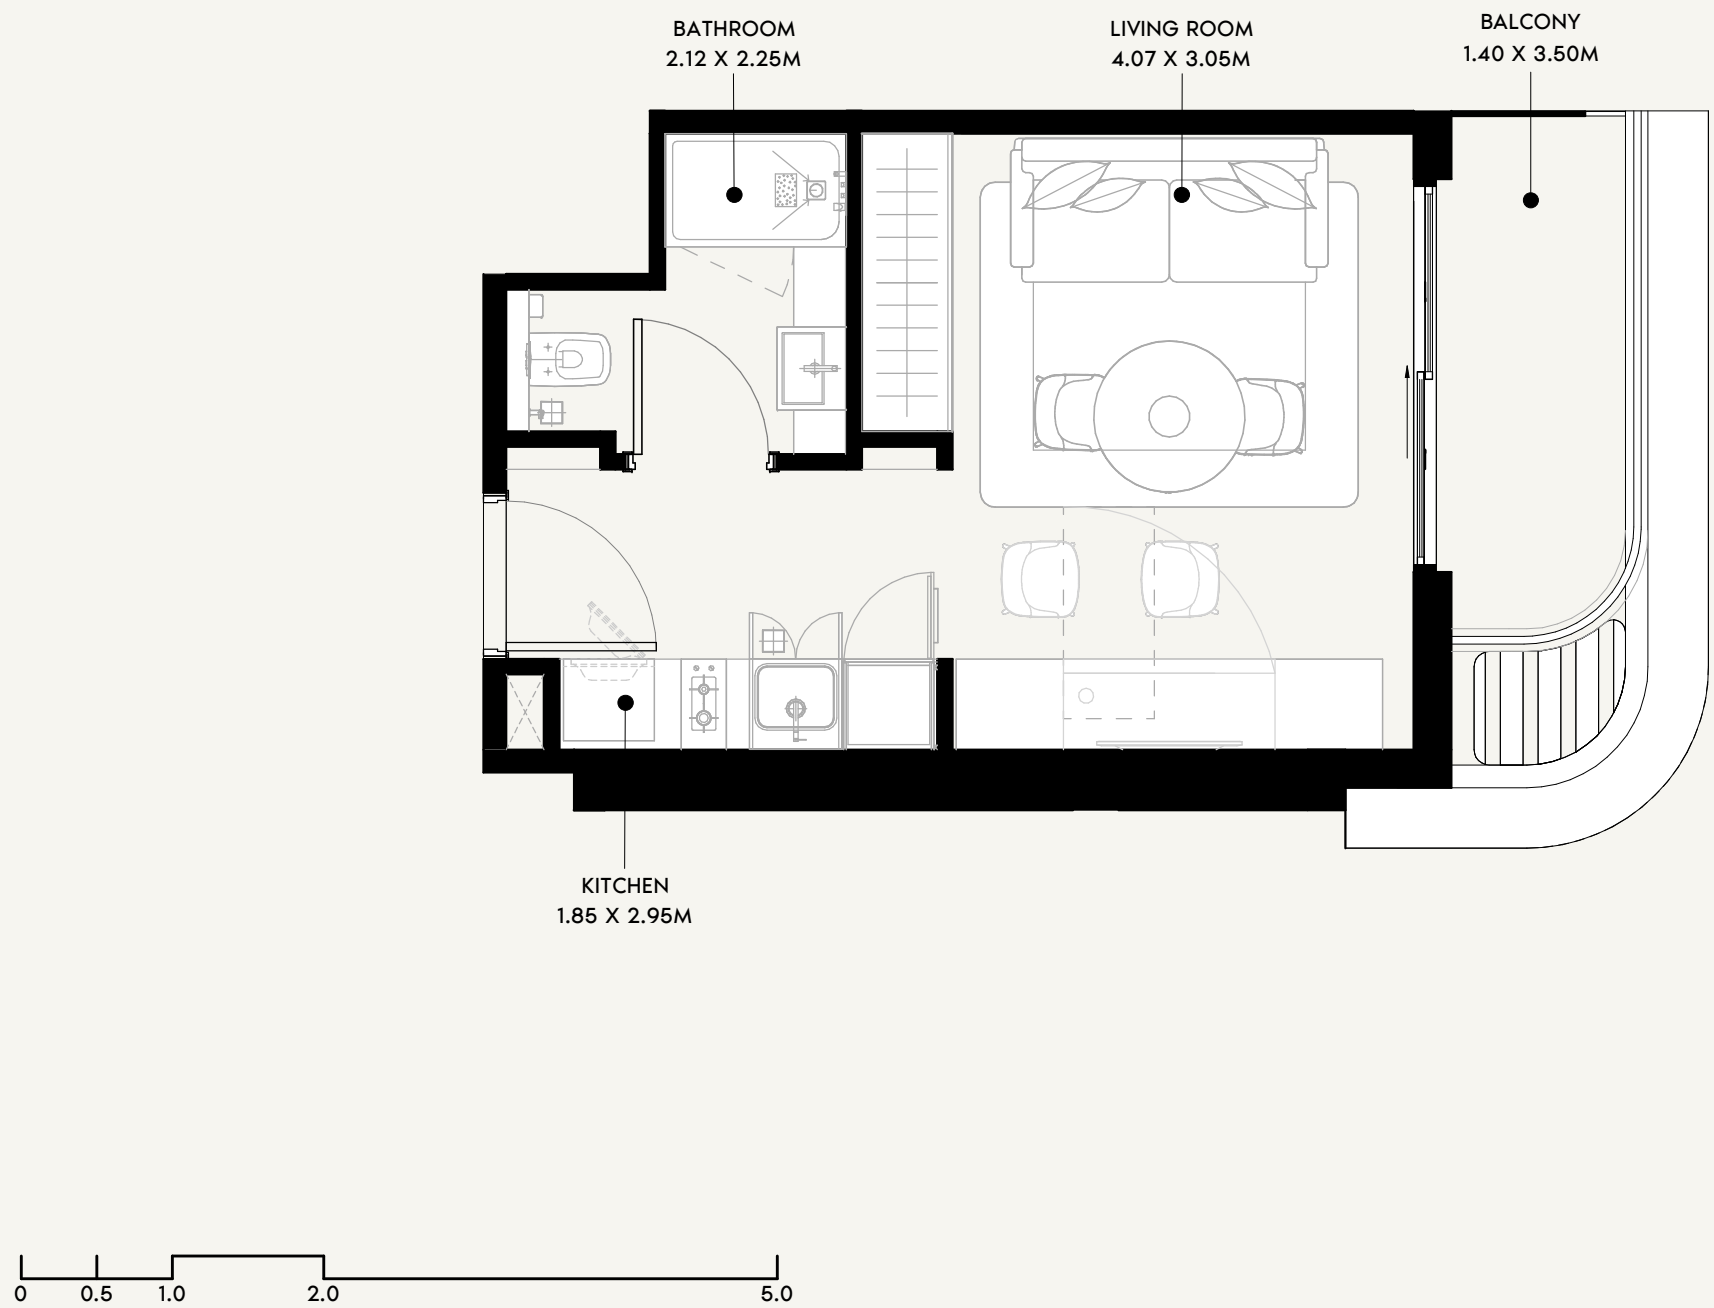 BATHROOM
2.12 X 2.25M
LIVING ROOM
4.07 X 3.05M
BALCONY
1.40 X 3.50M
KITCHEN
1.85 X 2.95M
0 0.5 1.0 2.0 5.0